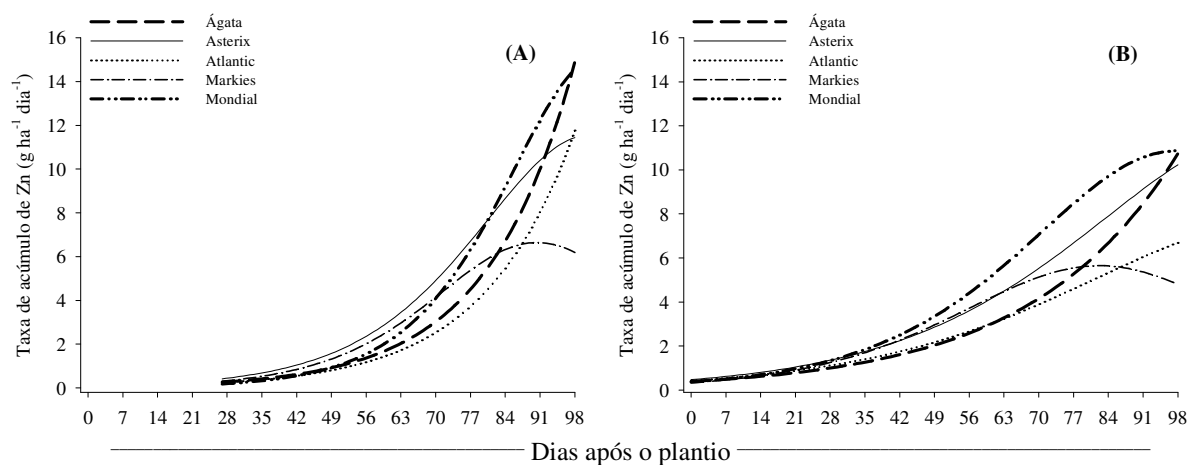 Ágata
Asterix
Atlantic
Markies
Mondial
(A)
Taxa de acúmulo de Zn (g ha⁻¹ dia⁻¹)
16
14
12
10
8
6
4
2
0
0 7 14 21 28 35 42 49 56 63 70 77 84 91 98
Ágata
Asterix
Atlantic
Markies
Mondial
(B)
Taxa de acúmulo de Zn (g ha⁻¹ dia⁻¹)
16
14
12
10
8
6
4
2
0
0 7 14 21 28 35 42 49 56 63 70 77 84 91 98
Dias após o plantio